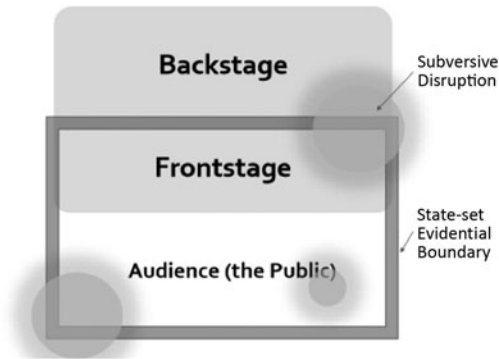 Backstage
Subversive
Disruption
Frontstage
State-set
Evidential
Boundary
Audience (the Public)